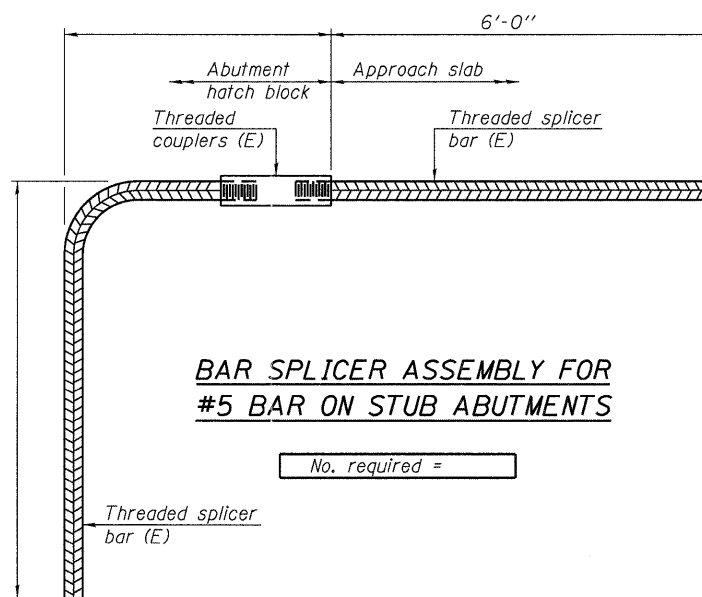 6'-0"
Abutment
hatch block
Approach slab
Threaded
couplers (E)
Threaded splicer
bar (E)
BAR SPLICER ASSEMBLY FOR
#5 BAR ON STUB ABUTMENTS
No. required =
Threaded splicer
bar (E)